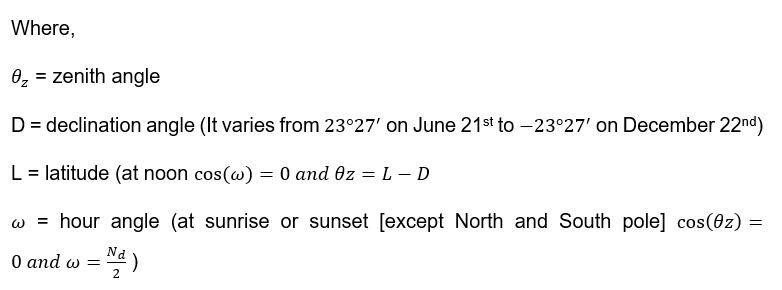 Where,
θz = zenith angle
D = declination angle (It varies from 23°27′ on June 21st to −23°27′ on December 22nd)
L = latitude (at noon cos(ω) = 0 and θz = L − D
ω = hour angle (at sunrise or sunset [except North and South pole] cos(θz) =
0 and ω = Nd/2 )